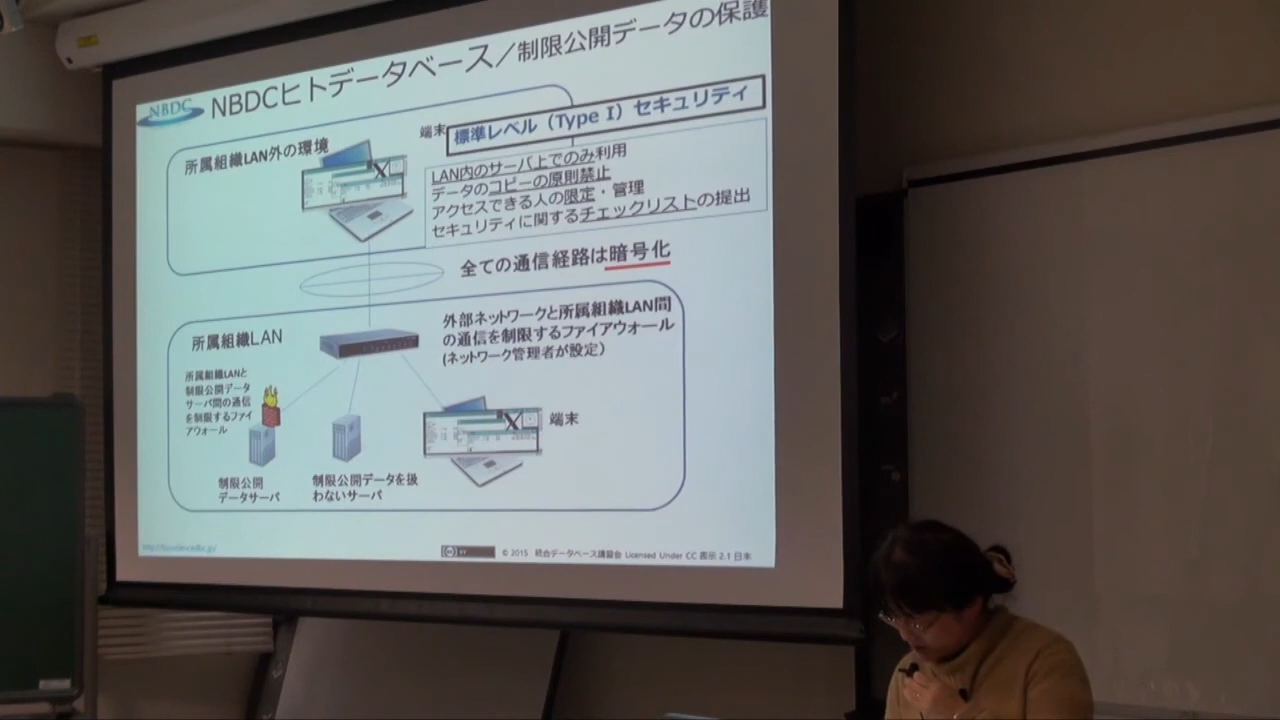 NBDC
NBDCヒトデータベース／制限公開データの保護
端末
標準レベル（Type I）セキュリティ
所属組織LAN外の環境
LAN内のサーバ上でのみ利用
データのコピーの原則禁止
アクセスできる人の限定・管理
セキュリティに関するチェックリストの提出
全ての通信経路は暗号化
所属組織LAN
外部ネットワークと所属組織LAN間
の通信を制限するファイアウォール
(ネットワーク管理者が設定)
所属組織LANと
制限公開データ
サーバ間の通信
を制限するファイ
アウォール
X
端末
制限公開
データサーバ
制限公開データを扱
わないサーバ
© 2015 統合データベース講習会 Licensed Under CC 表示 2.1 日本